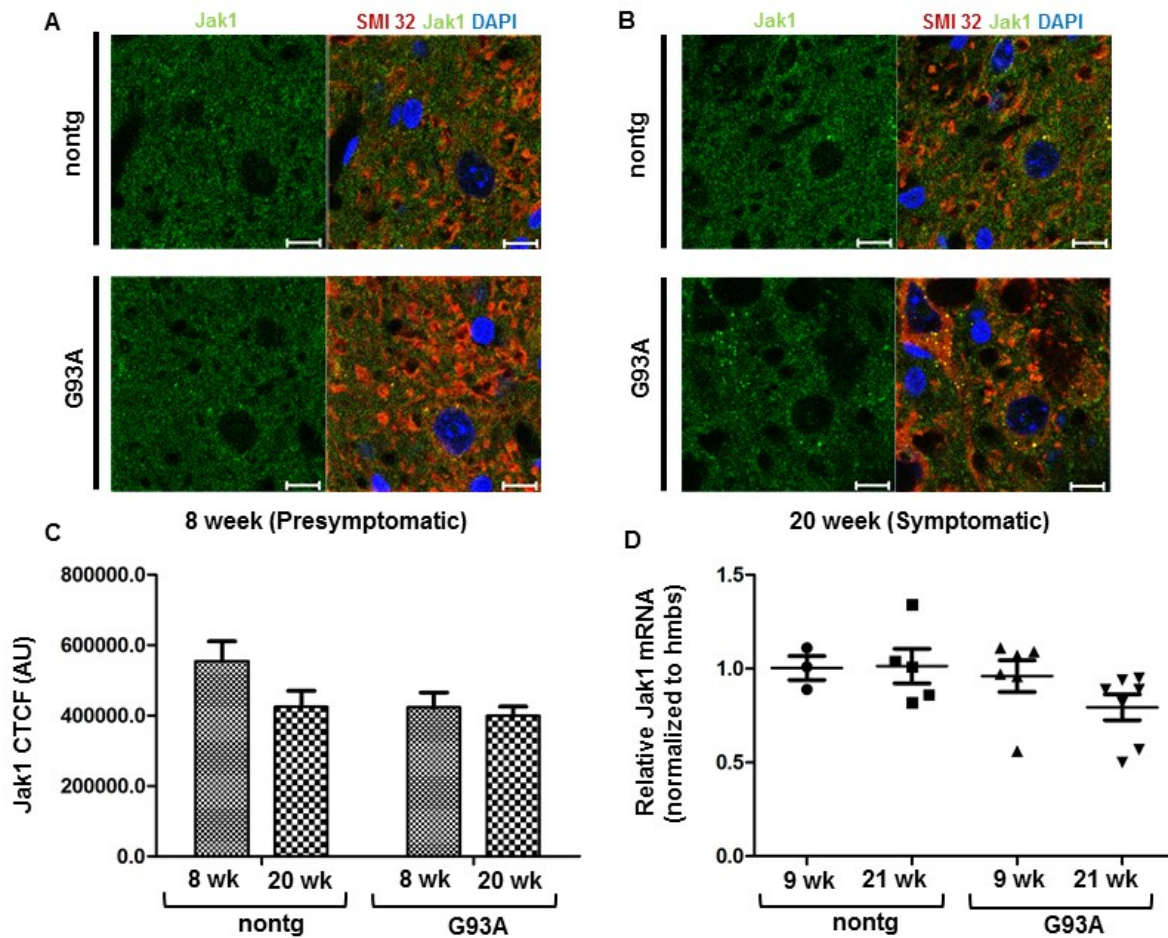 A
Jak1
SMI 32 Jak1 DAPI
B
Jak1
SMI 32 Jak1 DAPI
nontg
nontg
G93A
G93A
8 week (Presymptomatic)
20 week (Symptomatic)
C
800000.0
600000.0
400000.0
200000.0
0.0
Jak1 CTCF (AU)
8 wk
20 wk
8 wk
20 wk
nontg
G93A
D
1.5
1.0
0.5
0.0
Relative Jak1 mRNA
(normalized to hmbs)
9 wk
21 wk
9 wk
21 wk
nontg
G93A